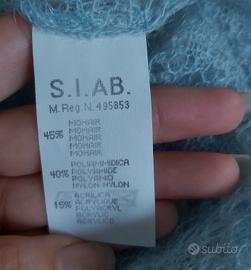 S.I.AB.
M. Reg. N. 495853
MOHAIR
MOHAIR
45% MOHAIR
MOHAIR
MOHAIR
POLIAMMIDICA
40% POLYAMIDE
POLYAMID
NYLON NYLON
ACRILICA
ACRYLIQUE
15% POLYACRYL
ACRYLIC
ACRYLICO
subito